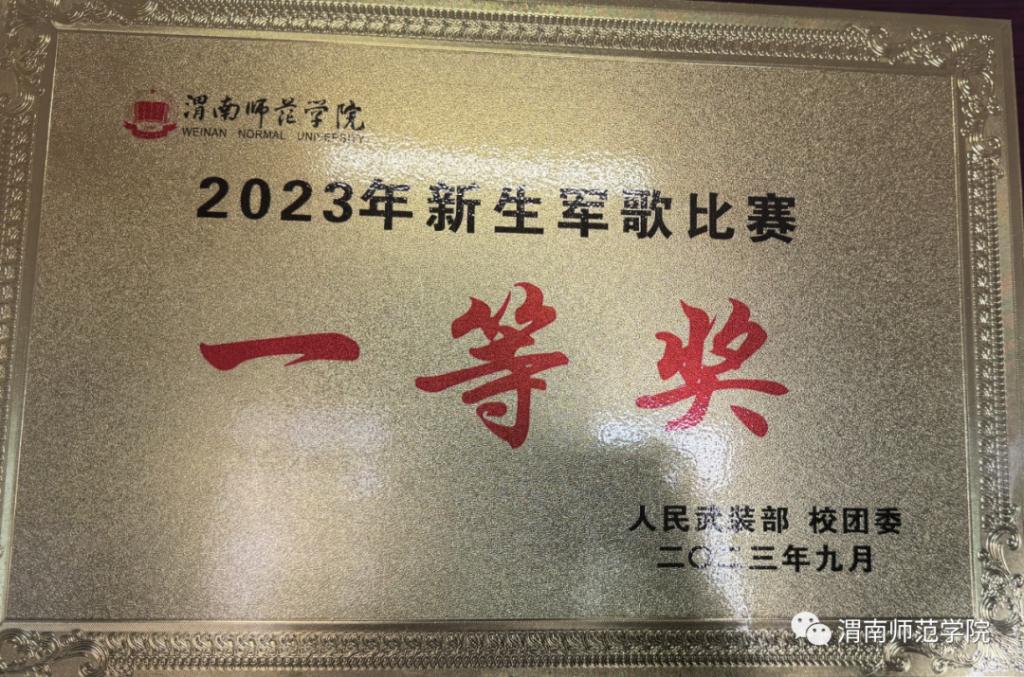 渭南师范学院
WEINAN NORMAL UNIVERSITY
2023年新生军歌比赛
一等奖
人民武装部 校团委
二〇二三年九月
渭南师范学院